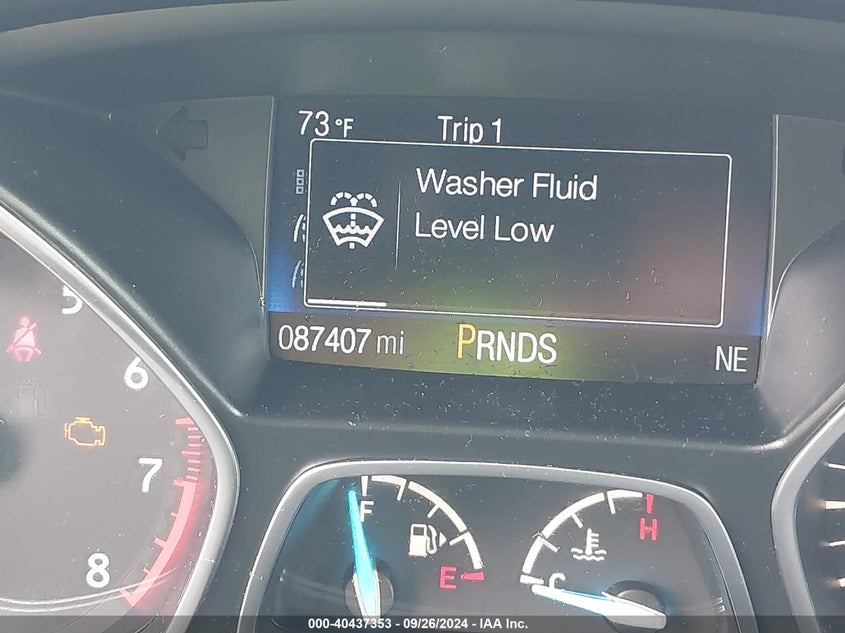 73°F Trip 1
Washer Fluid
Level Low
087407 mi PRNDS NE
5
6
7
8
F
E
H
C
000-40437353 - 09/26/2024 - IAA Inc.